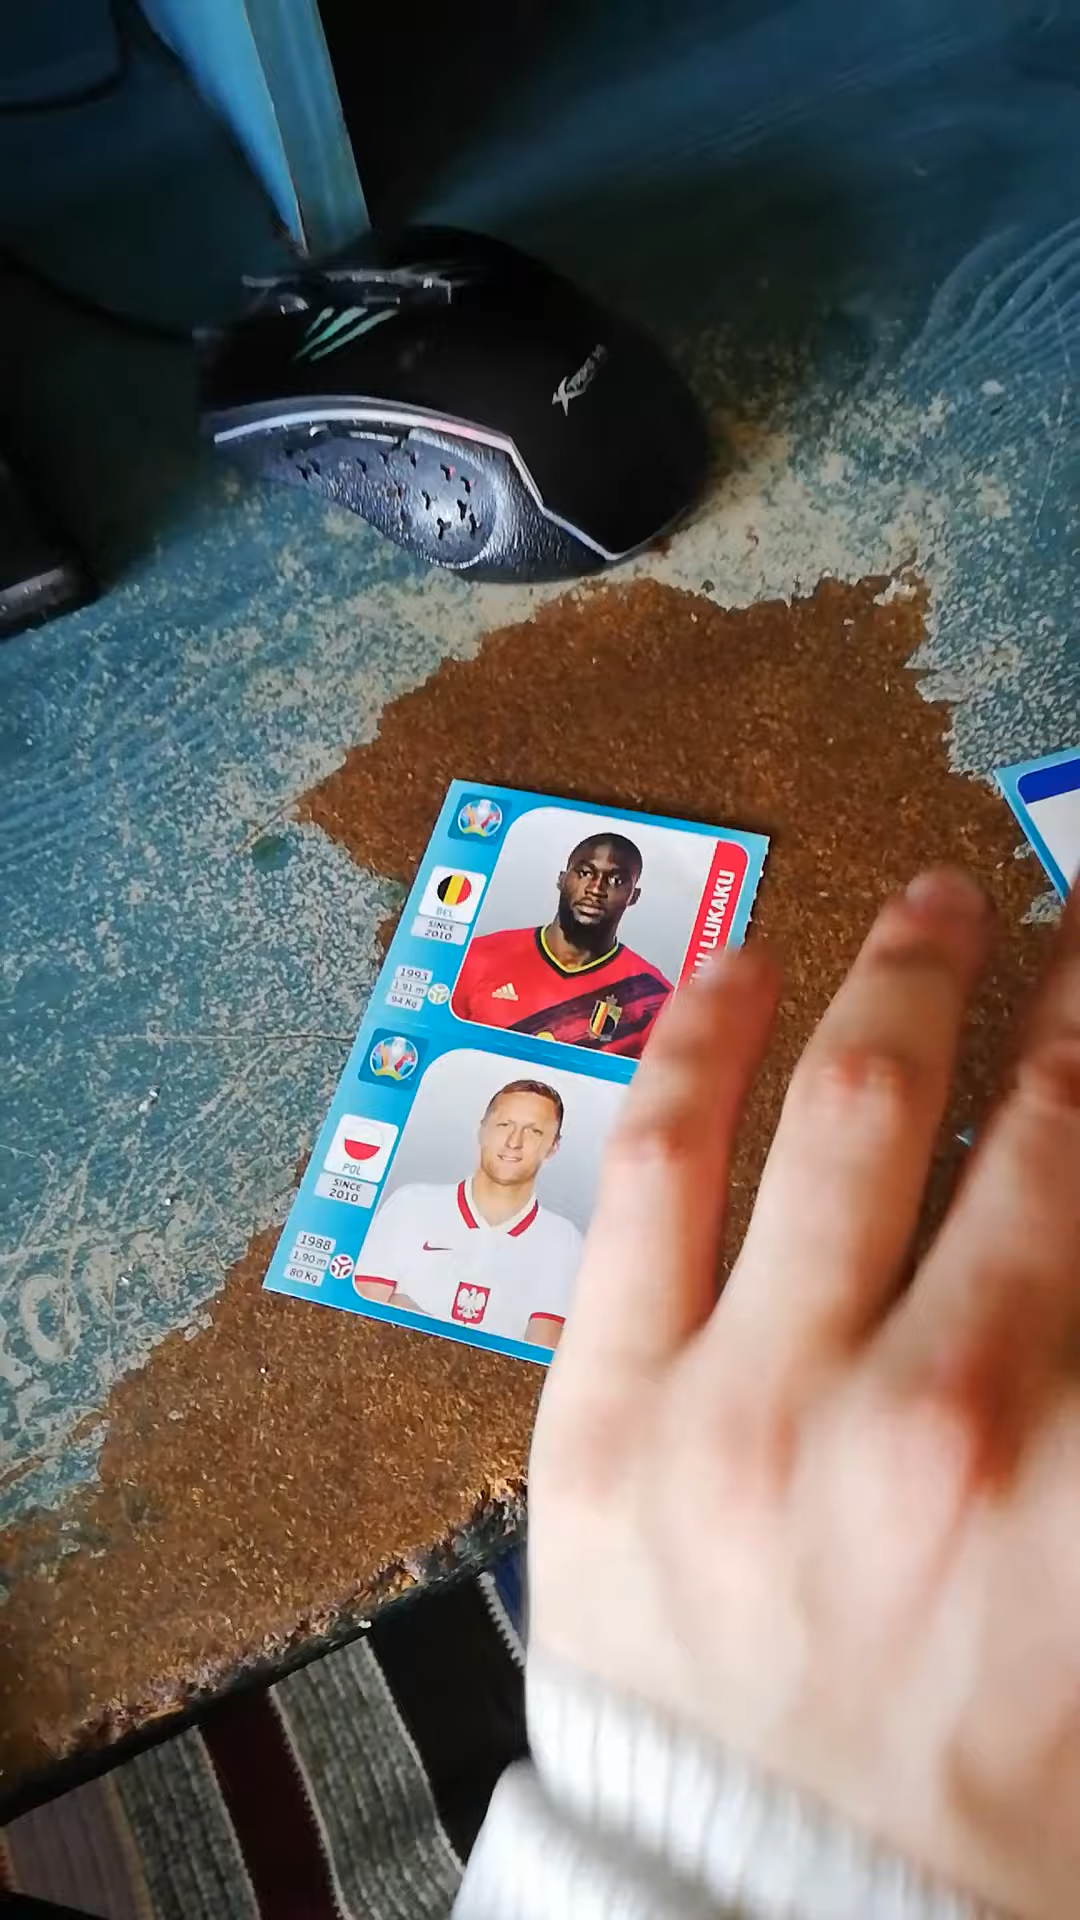 BEL
SINCE
2010
1993
1,91 m
94 Kg
LUKAKU
POL
SINCE
2010
1988
1,90 m
80 Kg